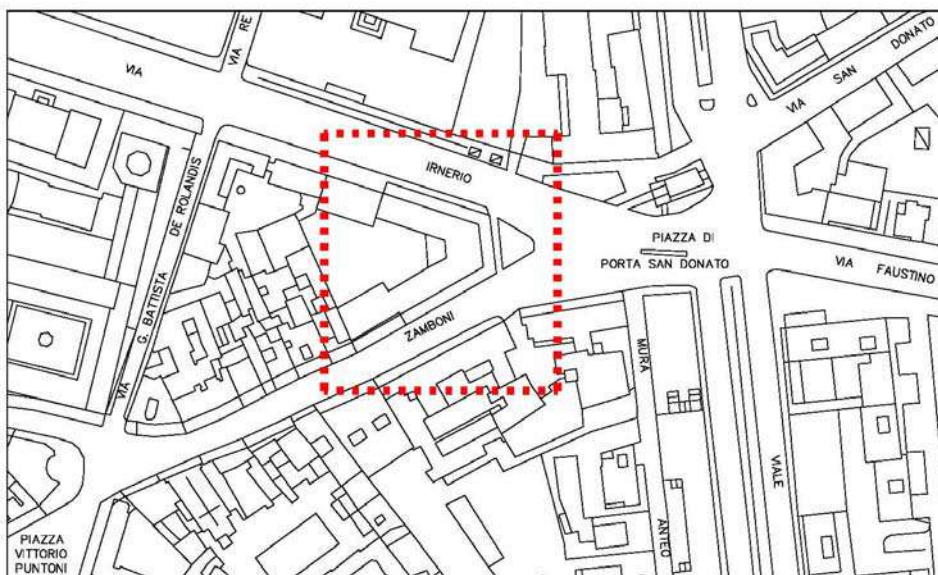 VIA
VIA RE
VIA SAN DONATO
IRNERIO
VIA G. BATTISTA DE ROLANDIS
PIAZZA DI
PORTA SAN DONATO
VIA FAUSTINO
ZAMBONI
MURA
ANTEO
VIALE
PIAZZA
VITTORIO
PUNTONI